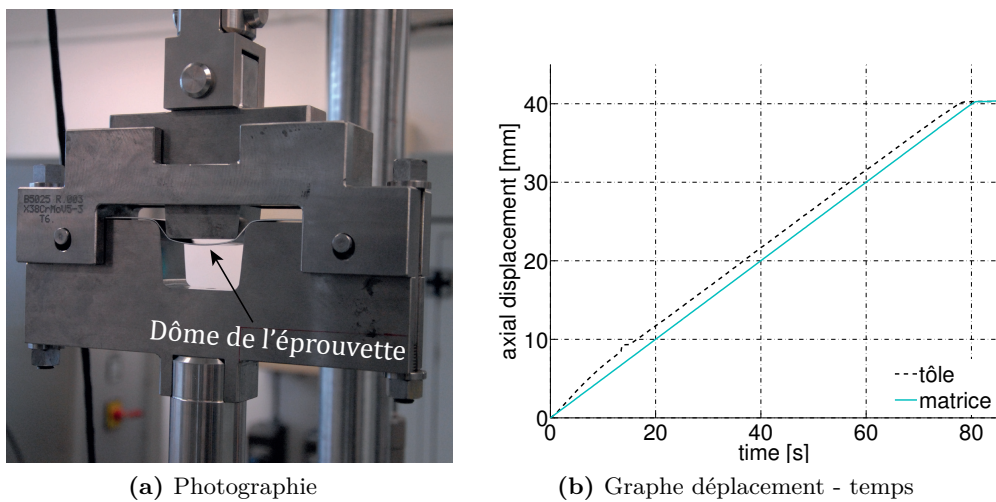 B5025 R.003
X38CrMoV5-3
T6.
Dôme de l'éprouvette
axial displacement [mm]
40
30
20
10
0
0
20
40
60
80
time [s]
tôle
matrice
(a) Photographie
(b) Graphe déplacement - temps